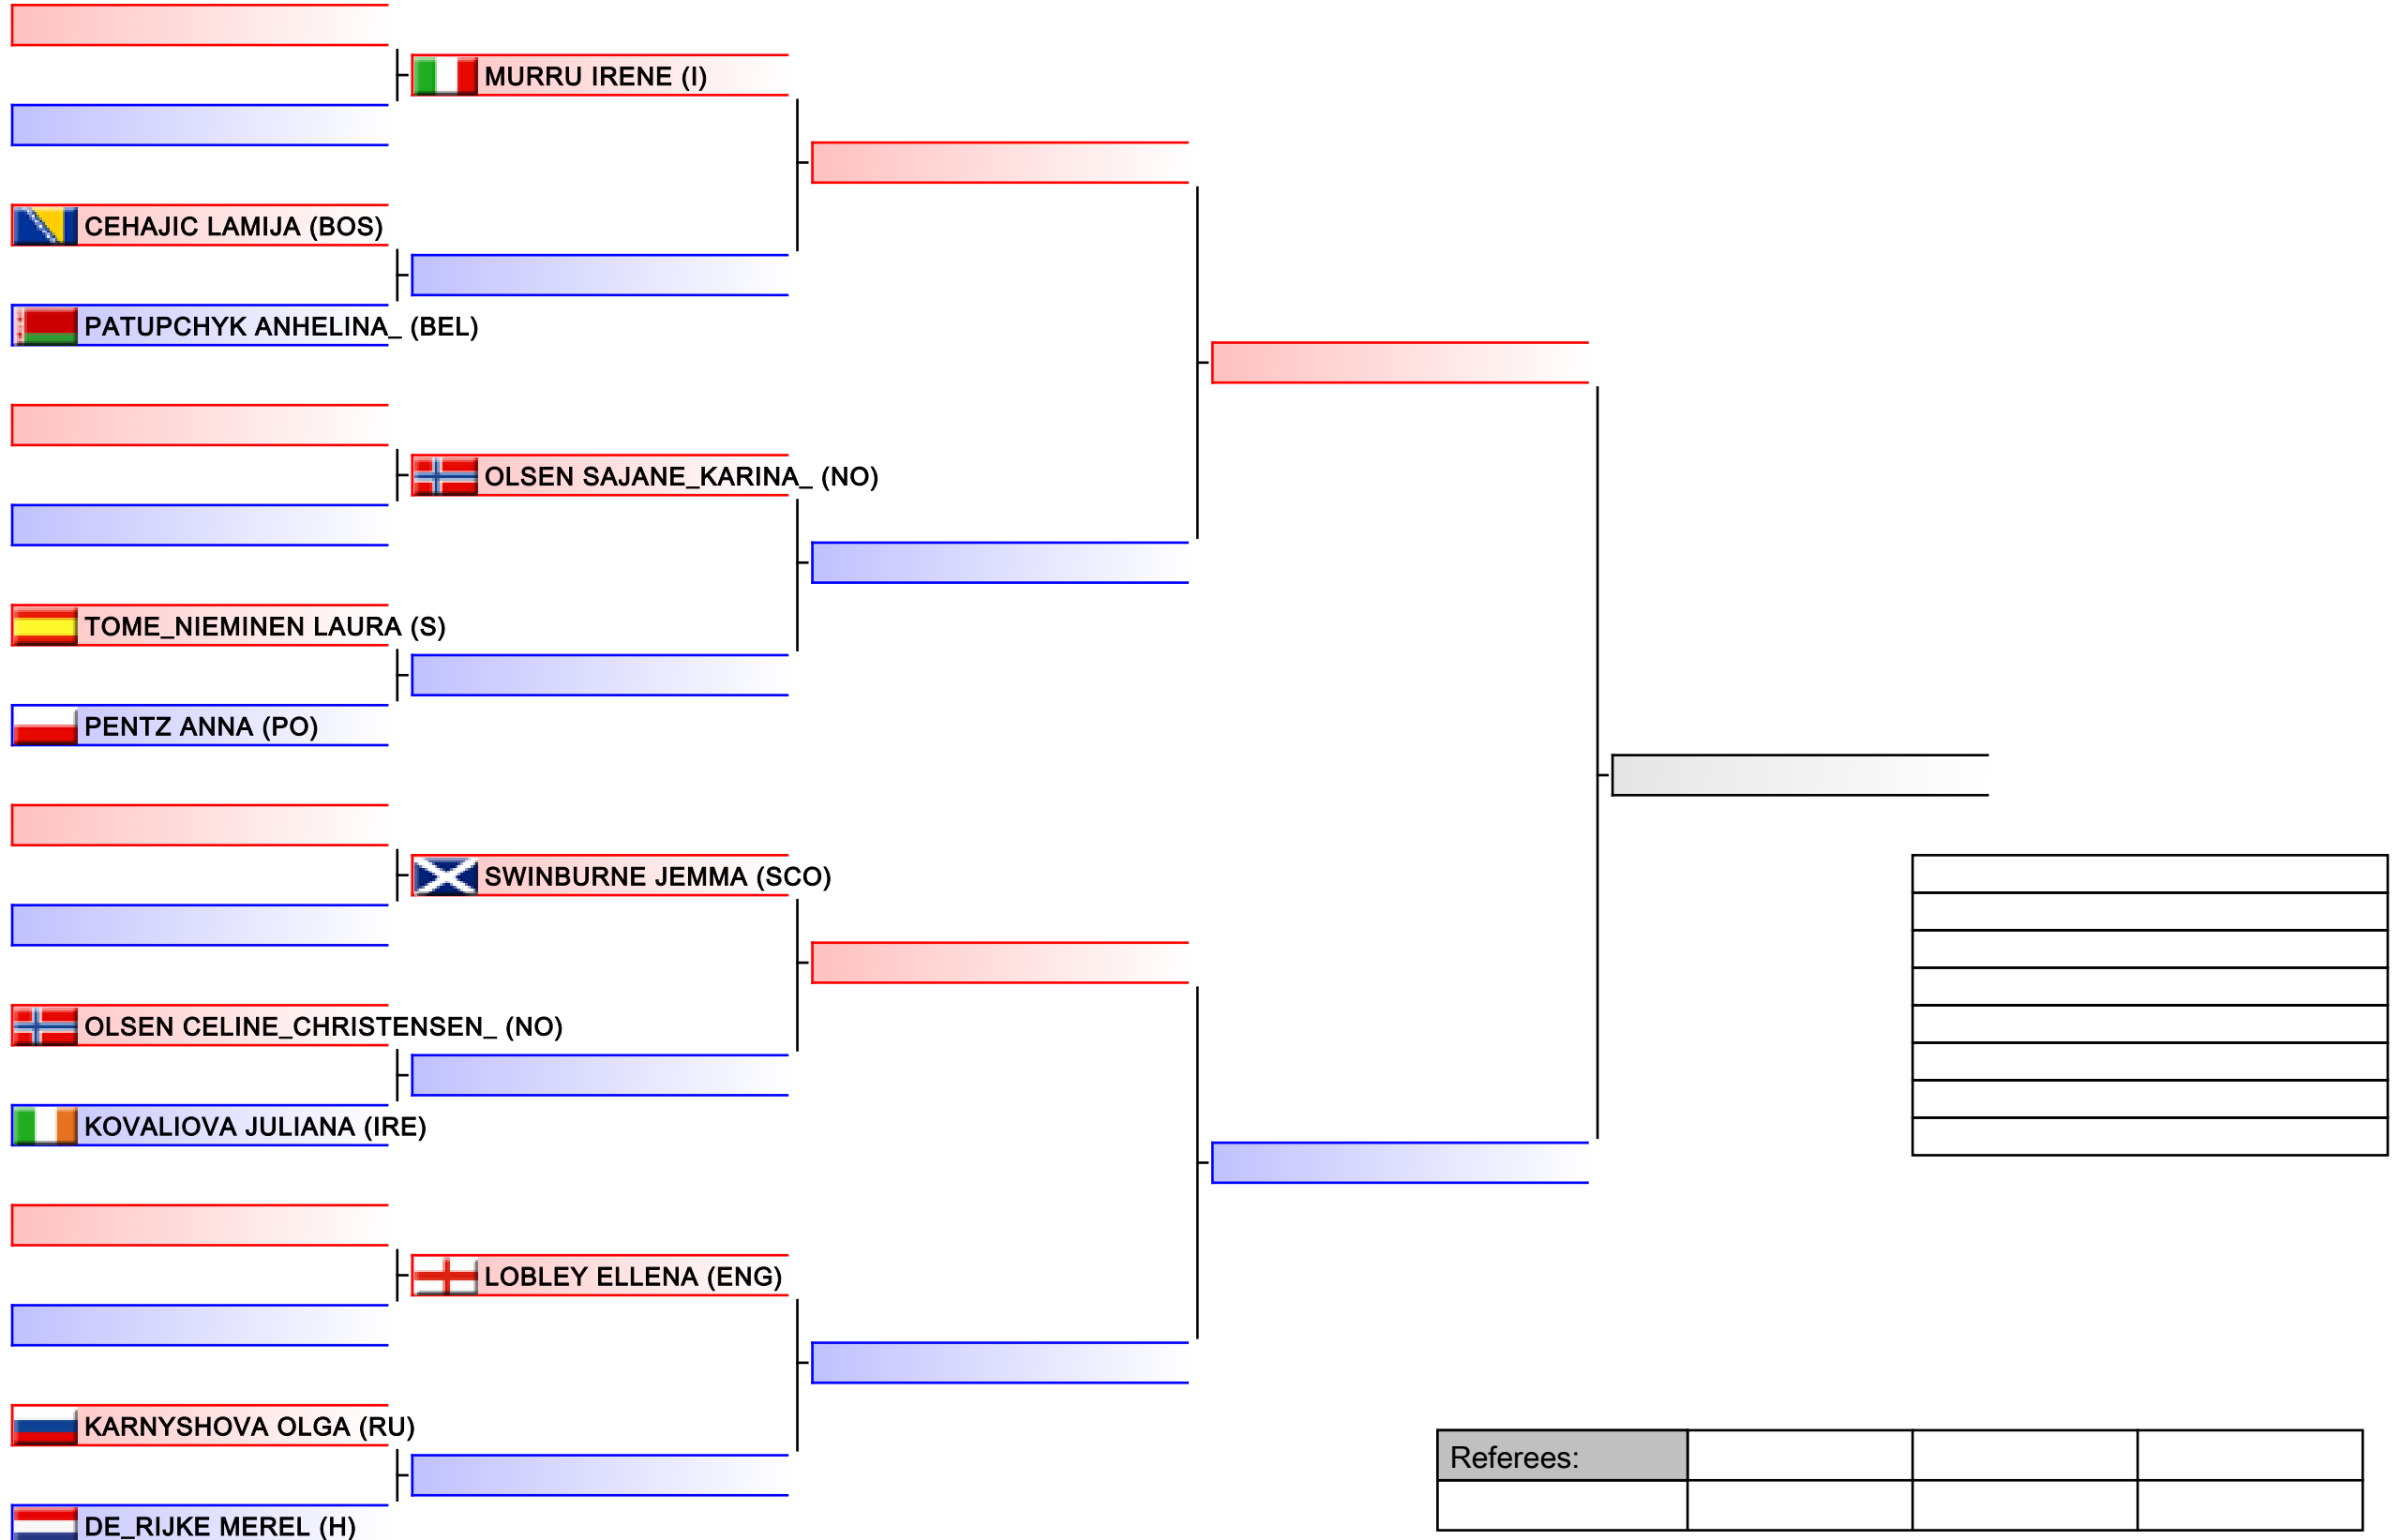 MURRU IRENE (I)
CEHAJIC LAMIJA (BOS)
PATUPCHYK ANHELINA_ (BEL)
OLSEN SAJANE_KARINA_ (NO)
TOME_NIEMINEN LAURA (S)
PENTZ ANNA (PO)
SWINBURNE JEMMA (SCO)
OLSEN CELINE_CHRISTENSEN_ (NO)
KOVALIOVA JULIANA (IRE)
LOBLEY ELLENA (ENG)
KARNYSHOVA OLGA (RU)
Referees:
DE_RIJKE MEREL (H)